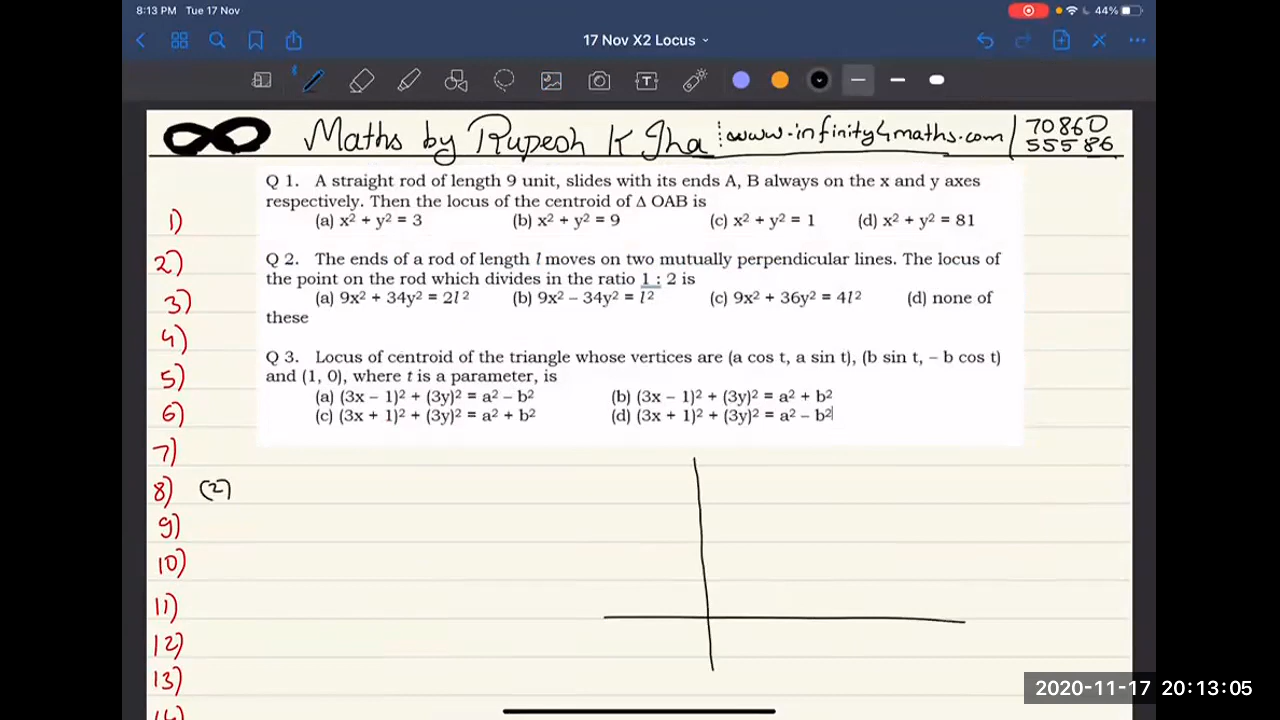 8:13 PM Tue 17 Nov
44%
17 Nov X2 Locus
Maths by Rupesh K Jha www.infinity4maths.com 70860
55586
Q 1. A straight rod of length 9 unit, slides with its ends A, B always on the x and y axes
respectively. Then the locus of the centroid of Δ OAB is
1) (a) x² + y² = 3 (b) x² + y² = 9 (c) x² + y² = 1 (d) x² + y² = 81
2) Q 2. The ends of a rod of length l moves on two mutually perpendicular lines. The locus of
the point on the rod which divides in the ratio 1 : 2 is
3) (a) 9x² + 34y² = 2l² (b) 9x² – 34y² = l² (c) 9x² + 36y² = 4l² (d) none of
these
4)
Q 3. Locus of centroid of the triangle whose vertices are (a cos t, a sin t), (b sin t, – b cos t)
5) and (1, 0), where t is a parameter, is
(a) (3x – 1)² + (3y)² = a² – b² (b) (3x – 1)² + (3y)² = a² + b²
6) (c) (3x + 1)² + (3y)² = a² + b² (d) (3x + 1)² + (3y)² = a² – b²
7)
8) (2)
9)
10)
11)
12)
13)
14)
2020-11-17 20:13:05